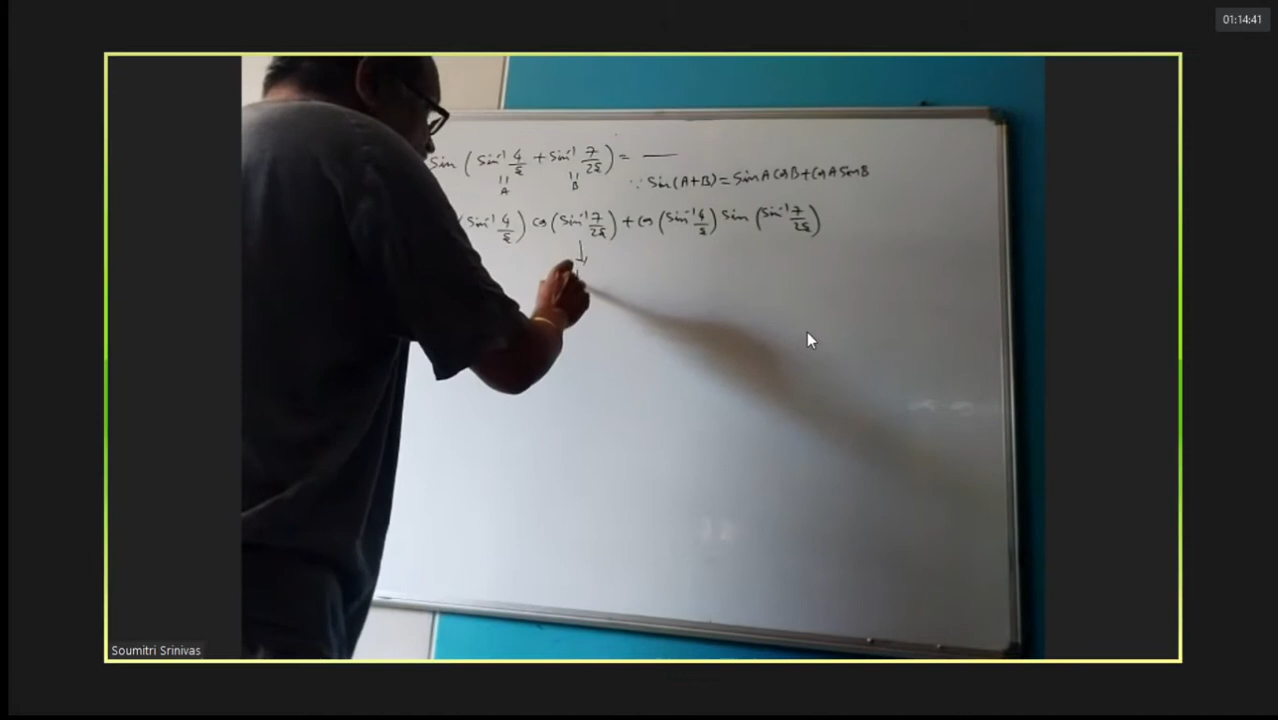 01:14:41
Sin (Sin⁻¹ 4/5 + Sin⁻¹ 7/25) = —
A B
∵ Sin(A+B) = SinA CosB + CosA SinB
(Sin⁻¹ 4/5) Cos (Sin⁻¹ 7/25) + Cos (Sin⁻¹ 4/5) Sin (Sin⁻¹ 7/25)
Soumitri Srinivas